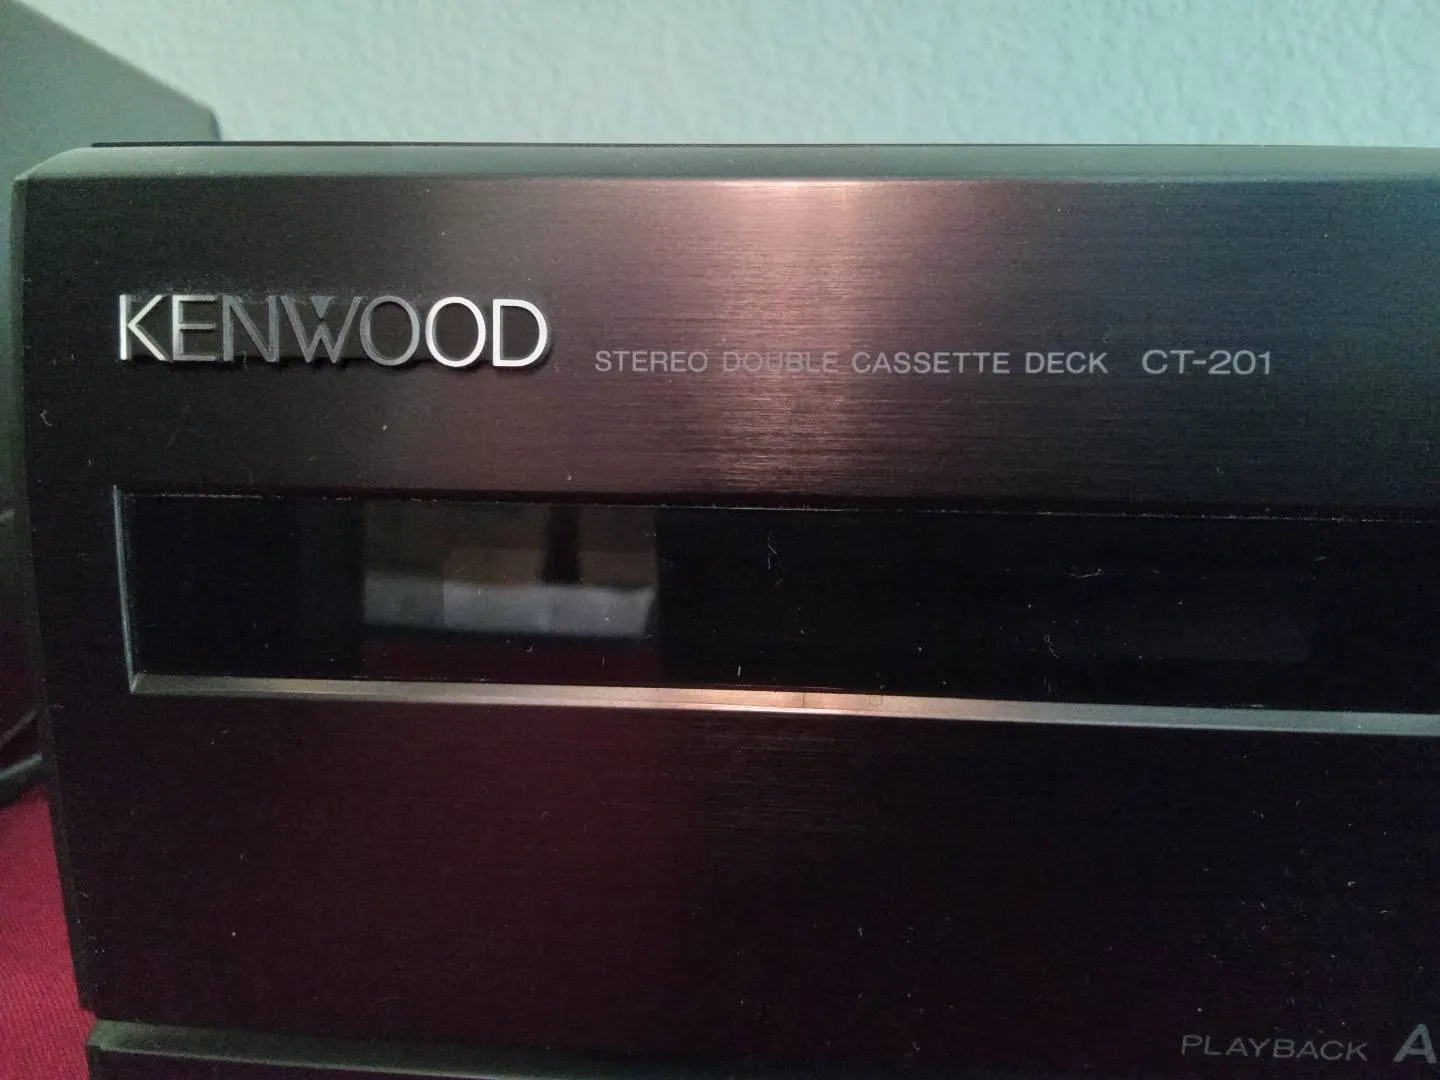 KENWOOD STEREO DOUBLE CASSETTE DECK CT-201
PLAYBACK A